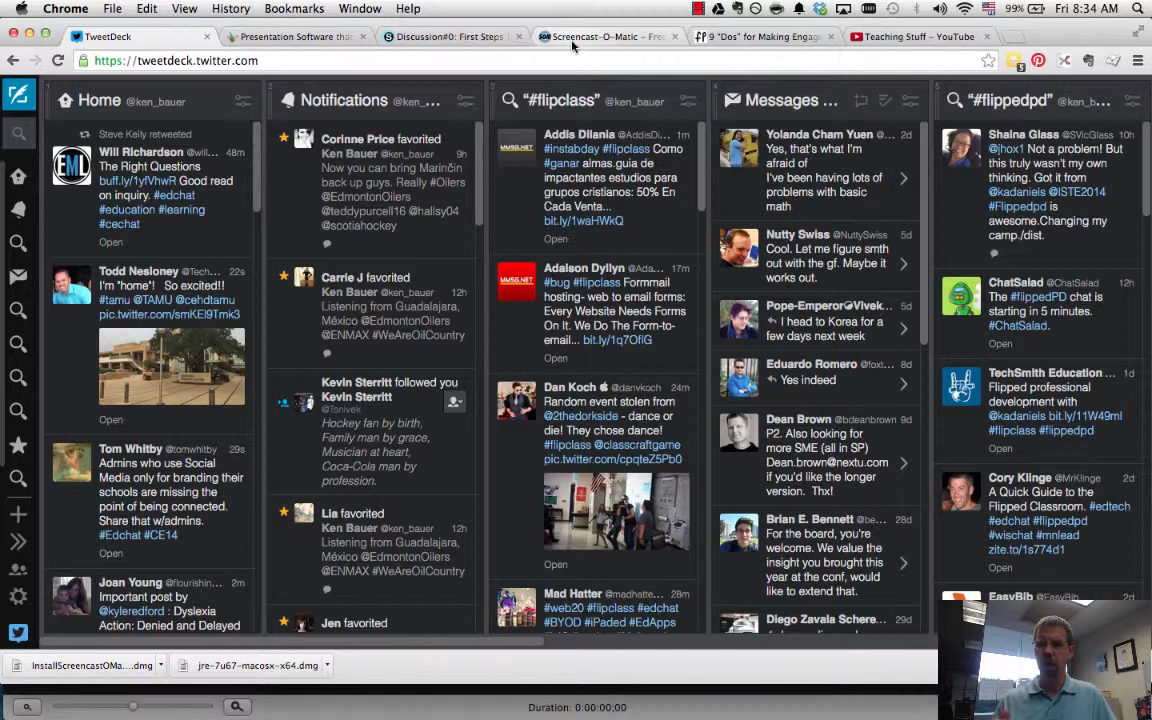 Chrome File Edit View History Bookmarks Window Help 99% Fri 8:34 AM
TweetDeck Presentation Software tha Discussion#0: First Steps Screencast-O-Matic - Free 9 "Dos" for Making Engag Teaching Stuff - YouTube
https://tweetdeck.twitter.com
1
Home @ken_bauer
Steve Kelly retweeted
Will Richardson @will... 48m
The Right Questions
buff.ly/1yfVhwR Good read
on inquiry. #edchat
#education #learning
#cechat
Open
Todd Nesloney @Tech... 22s
I'm "home"! So excited!!
#tamu @TAMU @cehdtamu
pic.twitter.com/smKEl9Tmk3
Open
Tom Whitby @tomwhitby 29s
Admins who use Social
Media only for branding their
schools are missing the
point of being connected.
Share that w/admins.
#Edchat #CE14
Open
Joan Young @flourishin... 2m
Important post by
@kyleredford : Dyslexia
Action: Denied and Delayed
2
Notifications @ken_...
Corinne Price favorited
Ken Bauer @ken_bauer 9h
Now you can bring Marinčin
back up guys. Really #Oilers
@EdmontonOilers
@teddypurcell16 @hallsy04
@scotiahockey
Carrie J favorited
Ken Bauer @ken_bauer 12h
Listening from Guadalajara,
México @EdmontonOilers
@ENMAX #WeAreOilCountry
Kevin Sterritt followed you
Kevin Sterritt
@Tsnivek
Hockey fan by birth,
Family man by grace,
Musician at heart,
Coca-Cola man by
profession.
Lia favorited
Ken Bauer @ken_bauer 12h
Listening from Guadalajara,
México @EdmontonOilers
@ENMAX #WeAreOilCountry
Jen favorited
3
"#flipclass" @ken_bauer
Addis Dilania @AddisDi... 1m
#instabday #flipclass Como
#ganar almas.guia de
impactantes estudios para
grupos cristianos: 50% En
Cada Venta...
bit.ly/1waHWkQ
Open
Adalson Dyllyn @Ada... 17m
#bug #flipclass Formmail
hosting- web to email forms:
Every Website Needs Forms
On It. We Do The Form-to-
email... bit.ly/1q7OflG
Open
Dan Koch @danvkoch 24m
Random event stolen from
@2thedorkside - dance or
die! They chose dance!
#flipclass @classcraftgame
pic.twitter.com/cpqteZ5Pb0
Open
Mad Hatter @madhatte... 28m
#web20 #flipclass #edchat
#BYOD #iPaded #EdApps
4
Messages ...
Yolanda Cham Yuen @... 2d
Yes, that's what I'm
afraid of
I've been having lots of
problems with basic
math
Nutty Swiss @NuttySwiss 5d
Cool. Let me figure smth
out with the gf. Maybe it
works out.
Pope-Emperor Vivek... 5d
I head to Korea for a
few days next week
Eduardo Romero @foxt... 8d
Yes indeed
Dean Brown @bdeanbrown 9d
P2. Also looking for
more SME (all in SP)
Dean.brown@nextu.com
if you'd like the longer
version. Thx!
Brian E. Bennett @be... 28d
For the board, you're
welcome. We value the
insight you brought this
year at the conf, would
like to extend that.
Diego Zavala Schere...
5
"#flippedpd" @ken_b...
Shaina Glass @SVicGlass 10h
@jhox1 Not a problem! But
this truly wasn't my own
thinking. Got it from
@kadaniels @ISTE2014
#Flippedpd is
awesome.Changing my
camp./dist.
ChatSalad @ChatSalad 12h
The #flippedPD chat is
starting in 5 minutes.
#ChatSalad.
Open
TechSmith Education ... 1d
Flipped professional
development with
@kadaniels bit.ly/11W49ml
#flipclass #flippedpd
Open
Cory Klinge @MrKlinge 2d
A Quick Guide to the
Flipped Classroom. #edtech
#edchat #flippedpd
#wischat #mnlead
zite.to/1s774d1
Open
EasyBib 2d
InstallScreencastOMa....dmg jre-7u67-macosx-x64.dmg
Duration: 0:00:00;00